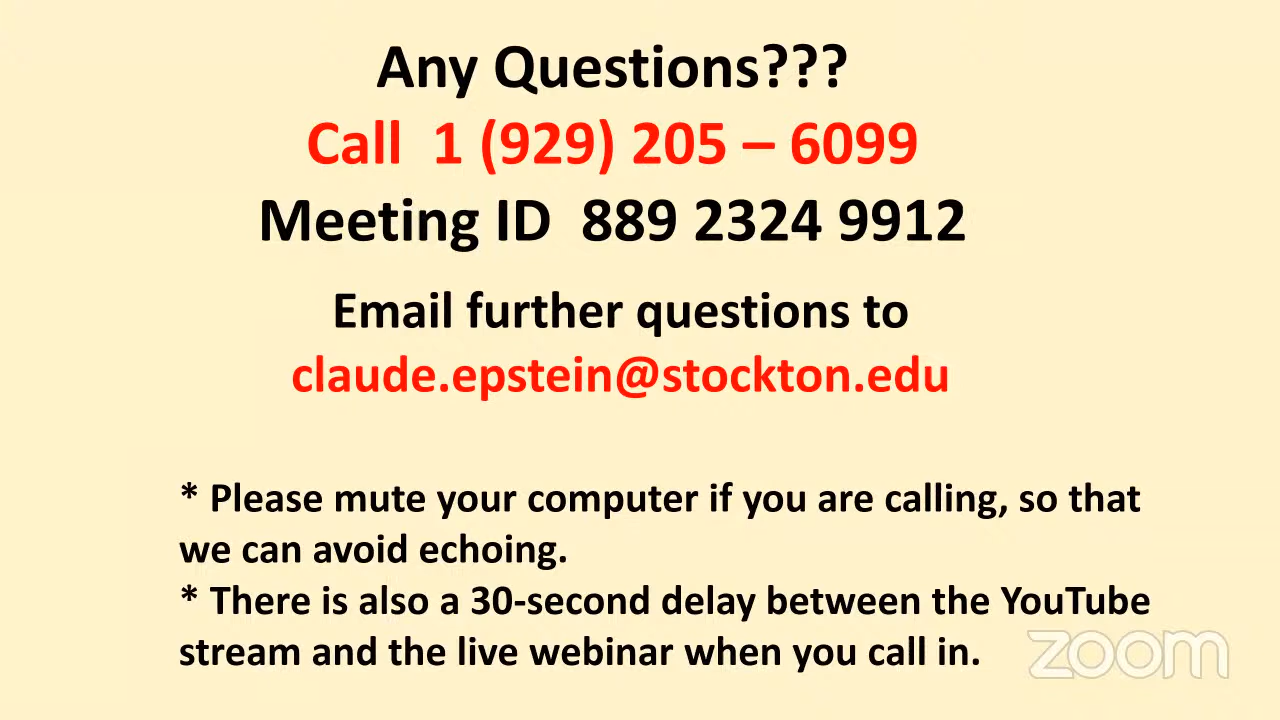 Any Questions???
Call 1 (929) 205 – 6099
Meeting ID 889 2324 9912
Email further questions to
claude.epstein@stockton.edu
* Please mute your computer if you are calling, so that
we can avoid echoing.
* There is also a 30-second delay between the YouTube
stream and the live webinar when you call in.
zoom